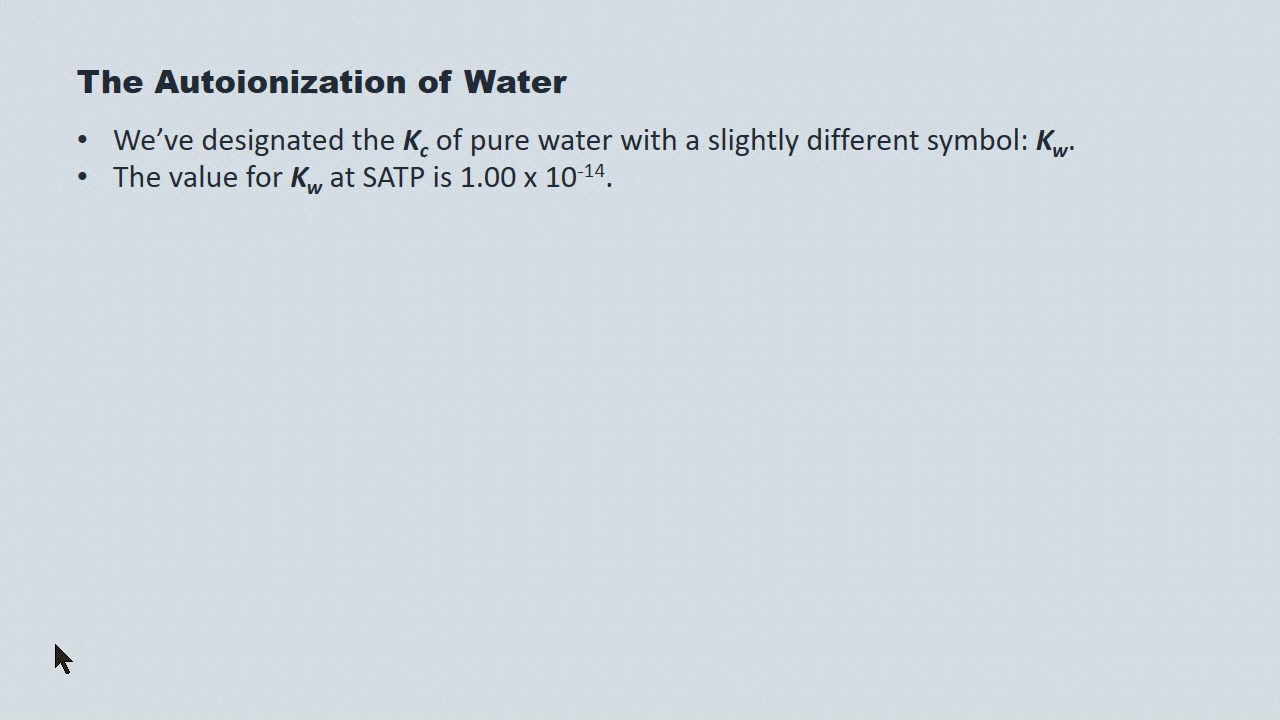 The Autoionization of Water
• We’ve designated the Kc of pure water with a slightly different symbol: Kw.
• The value for Kw at SATP is 1.00 x 10-14.